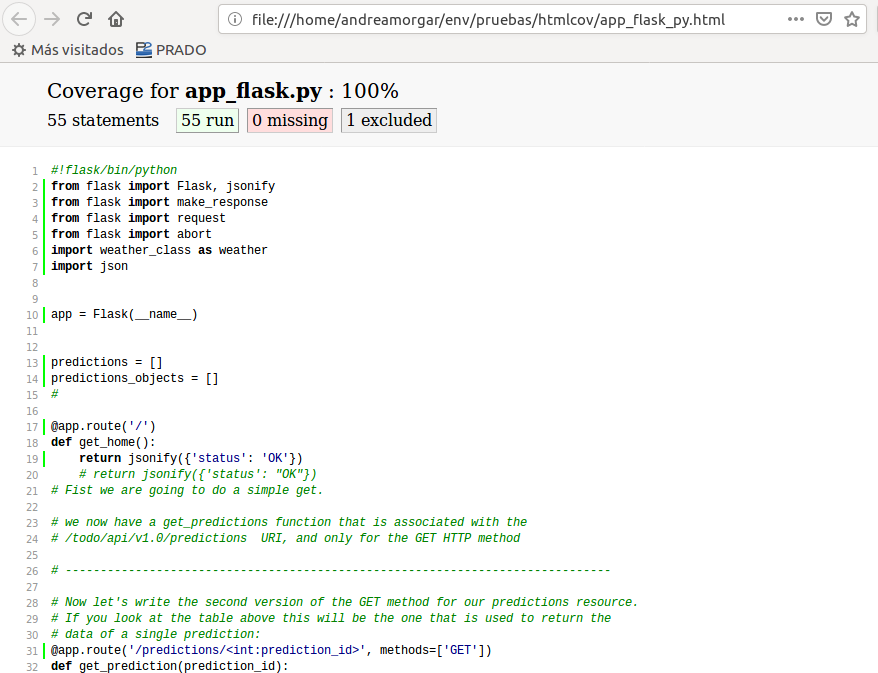 file:///home/andreamorgar/env/pruebas/htmlcov/app_flask_py.html
Más visitados PRADO
Coverage for app_flask.py : 100%
55 statements 55 run 0 missing 1 excluded
1 #!flask/bin/python
2 from flask import Flask, jsonify
3 from flask import make_response
4 from flask import request
5 from flask import abort
6 import weather_class as weather
7 import json
8
9
10 app = Flask(__name__)
11
12
13 predictions = []
14 predictions_objects = []
15 #
16
17 @app.route('/')
18 def get_home():
19     return jsonify({'status': 'OK'})
20     # return jsonify({'status': "OK"})
21 # Fist we are going to do a simple get.
22
23 # we now have a get_predictions function that is associated with the
24 # /todo/api/v1.0/predictions  URI, and only for the GET HTTP method
25
26 # ------------------------------------------------------------------------------
27
28 # Now let's write the second version of the GET method for our predictions resource.
29 # If you look at the table above this will be the one that is used to return the
30 # data of a single prediction:
31 @app.route('/predictions/<int:prediction_id>', methods=['GET'])
32 def get_prediction(prediction_id):